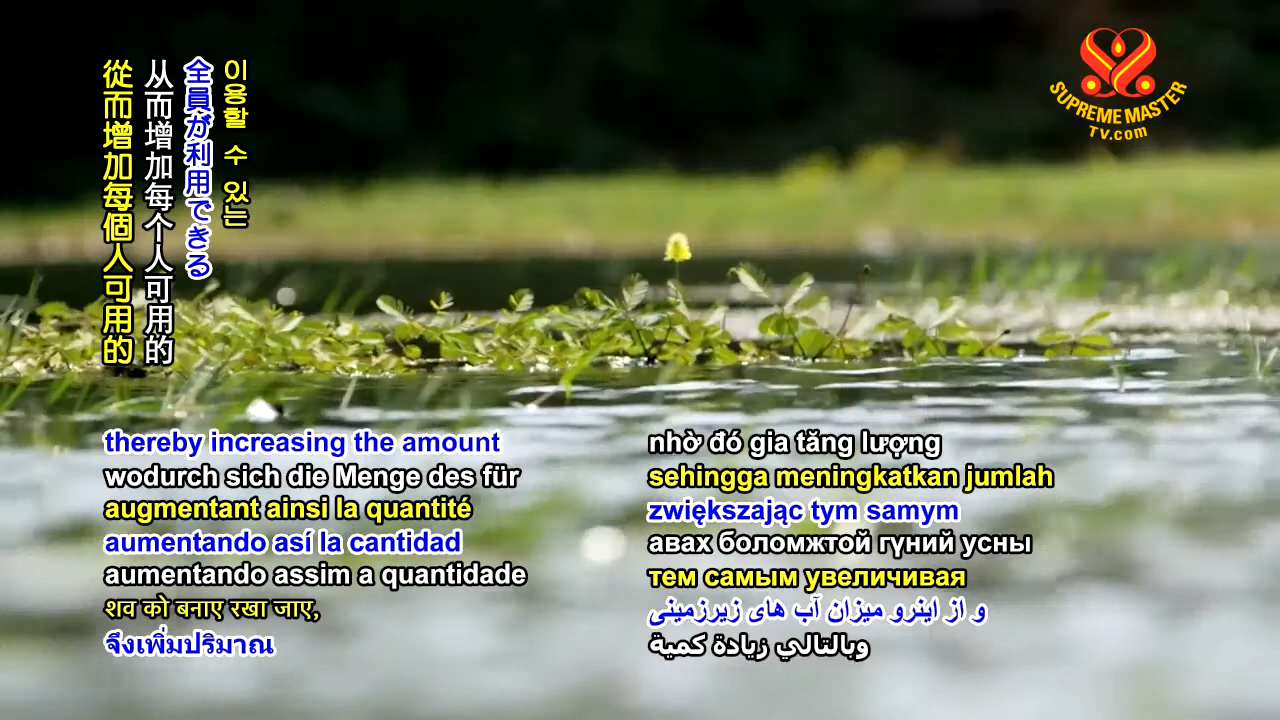 이용할 수 있는
全員が利用できる
从而增加每个人可用的
從而增加每個人可用的
SUPREME MASTER
TV.com
thereby increasing the amount
wodurch sich die Menge des für
augmentant ainsi la quantité
aumentando así la cantidad
aumentando assim a quantidade
शव को बनाए रखा जाए,
จึงเพิ่มปริมาณ
nhờ đó gia tăng lượng
sehingga meningkatkan jumlah
zwiększając tym samym
авах боломжтой гүний усны
тем самым увеличивая
و از اینرو میزان آب های زیرزمینی
وبالتالي زيادة كمية